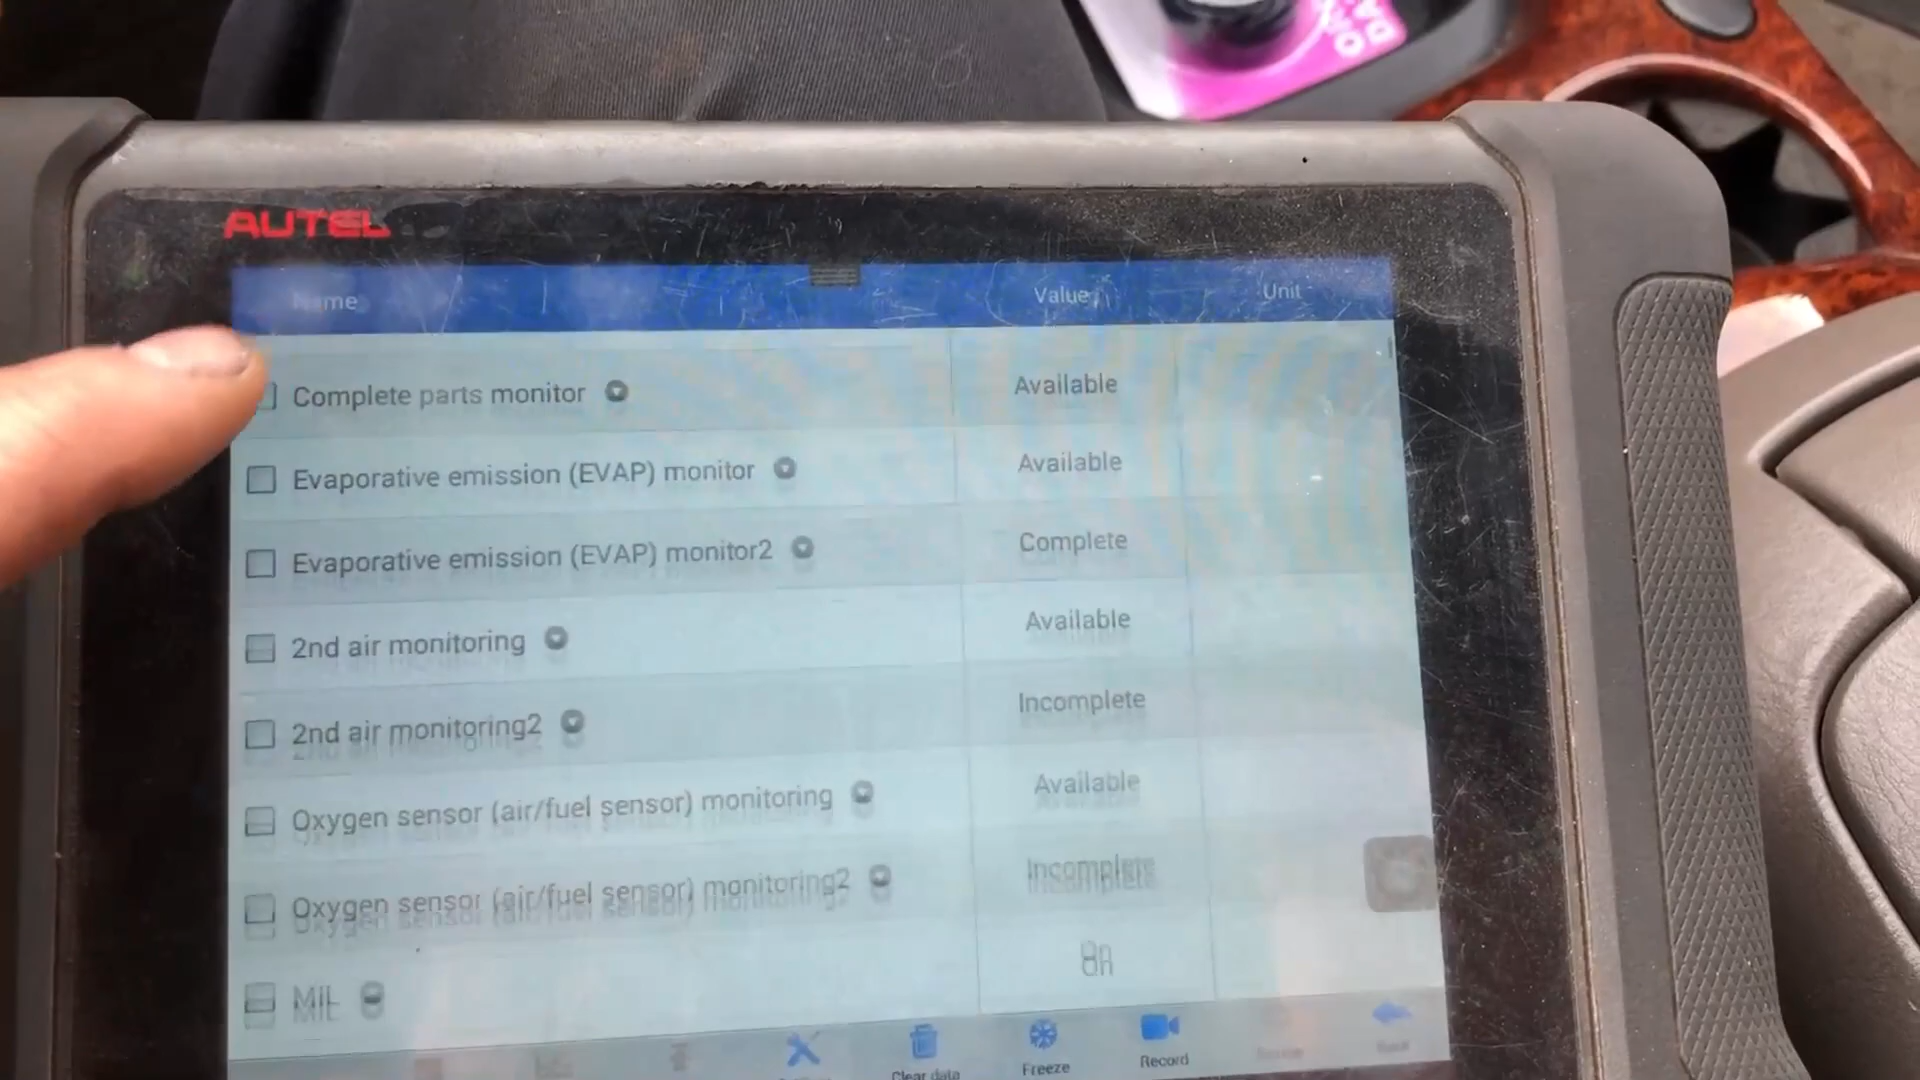 AUTEL
Name Value Unit
Complete parts monitor Available
Evaporative emission (EVAP) monitor Available
Evaporative emission (EVAP) monitor2 Complete
2nd air monitoring Available
2nd air monitoring2 Incomplete
Oxygen sensor (air/fuel sensor) monitoring Available
Oxygen sensor (air/fuel sensor) monitoring2 Incomplete
MIL
Clear data Freeze Record Back